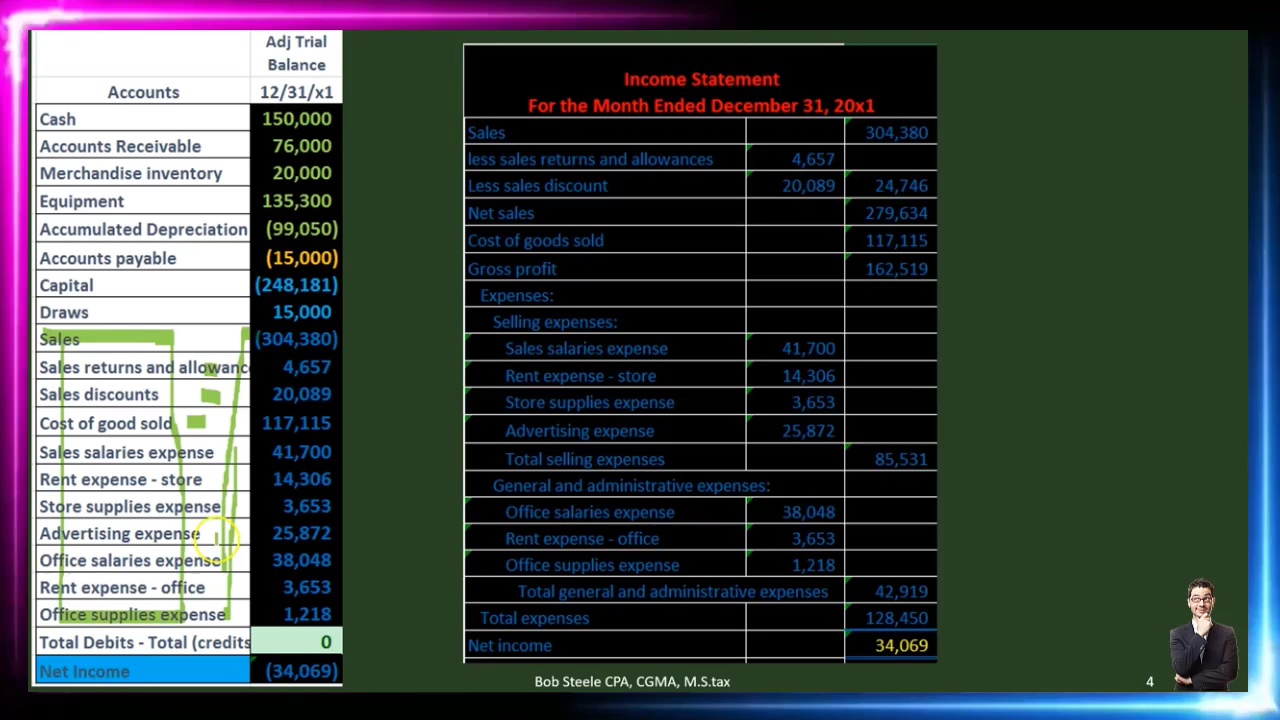 Adj Trial
Balance
Accounts 12/31/x1
Cash 150,000
Accounts Receivable 76,000
Merchandise inventory 20,000
Equipment 135,300
Accumulated Depreciation (99,050)
Accounts payable (15,000)
Capital (248,181)
Draws 15,000
Sales (304,380)
Sales returns and allowanc 4,657
Sales discounts 20,089
Cost of good sold 117,115
Sales salaries expense 41,700
Rent expense - store 14,306
Store supplies expense 3,653
Advertising expense 25,872
Office salaries expense 38,048
Rent expense - office 3,653
Office supplies expense 1,218
Total Debits - Total (credits 0
Net Income (34,069)
Income Statement
For the Month Ended December 31, 20x1
Sales 304,380
less sales returns and allowances 4,657
Less sales discount 20,089 24,746
Net sales 279,634
Cost of goods sold 117,115
Gross profit 162,519
Expenses:
Selling expenses:
Sales salaries expense 41,700
Rent expense - store 14,306
Store supplies expense 3,653
Advertising expense 25,872
Total selling expenses 85,531
General and administrative expenses:
Office salaries expense 38,048
Rent expense - office 3,653
Office supplies expense 1,218
Total general and administrative expenses 42,919
Total expenses 128,450
Net income 34,069
Bob Steele CPA, CGMA, M.S.tax 4